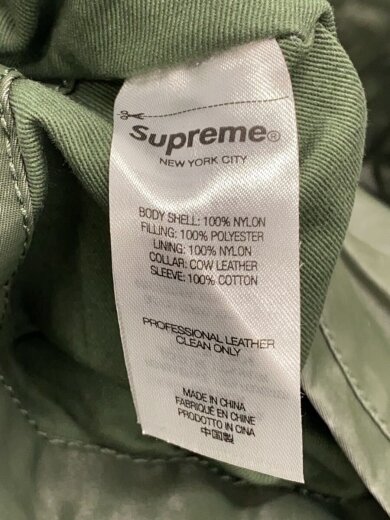 Supreme®
NEW YORK CITY
BODY SHELL: 100% NYLON
FILLING: 100% POLYESTER
LINING: 100% NYLON
COLLAR: COW LEATHER
SLEEVE: 100% COTTON
PROFESSIONAL LEATHER
CLEAN ONLY
MADE IN CHINA
FABRIQUÉ EN CHINE
PRODOTTO IN CINA
中国製